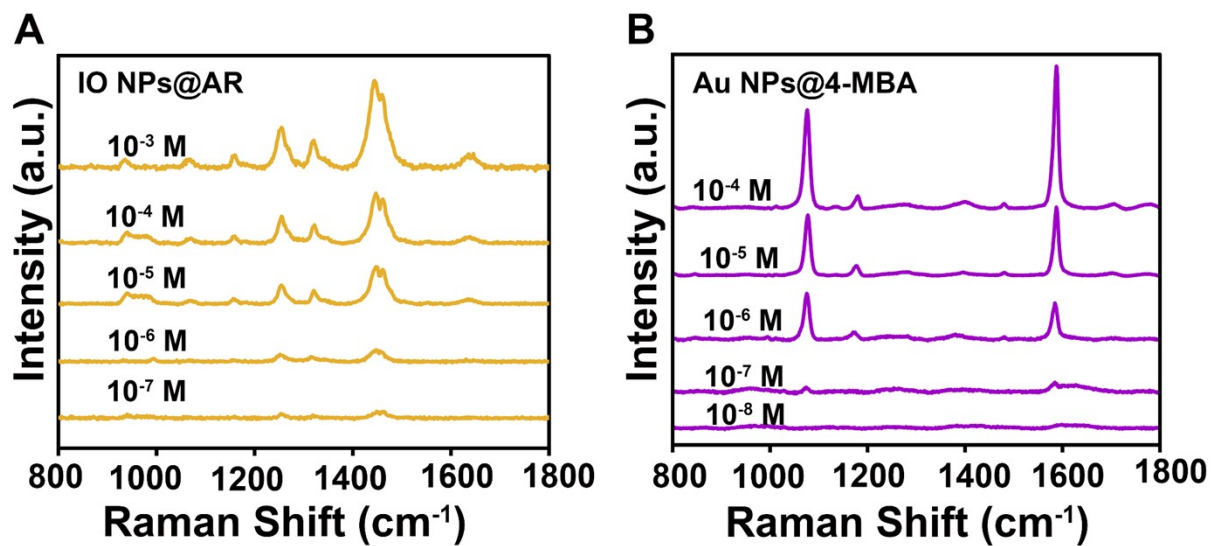 A
IO NPs@AR
10⁻³ M
10⁻⁴ M
10⁻⁵ M
10⁻⁶ M
10⁻⁷ M
Intensity (a.u.)
800 1000 1200 1400 1600 1800
Raman Shift (cm⁻¹)
B
Au NPs@4-MBA
10⁻⁴ M
10⁻⁵ M
10⁻⁶ M
10⁻⁷ M
10⁻⁸ M
Intensity (a.u.)
800 1000 1200 1400 1600 1800
Raman Shift (cm⁻¹)